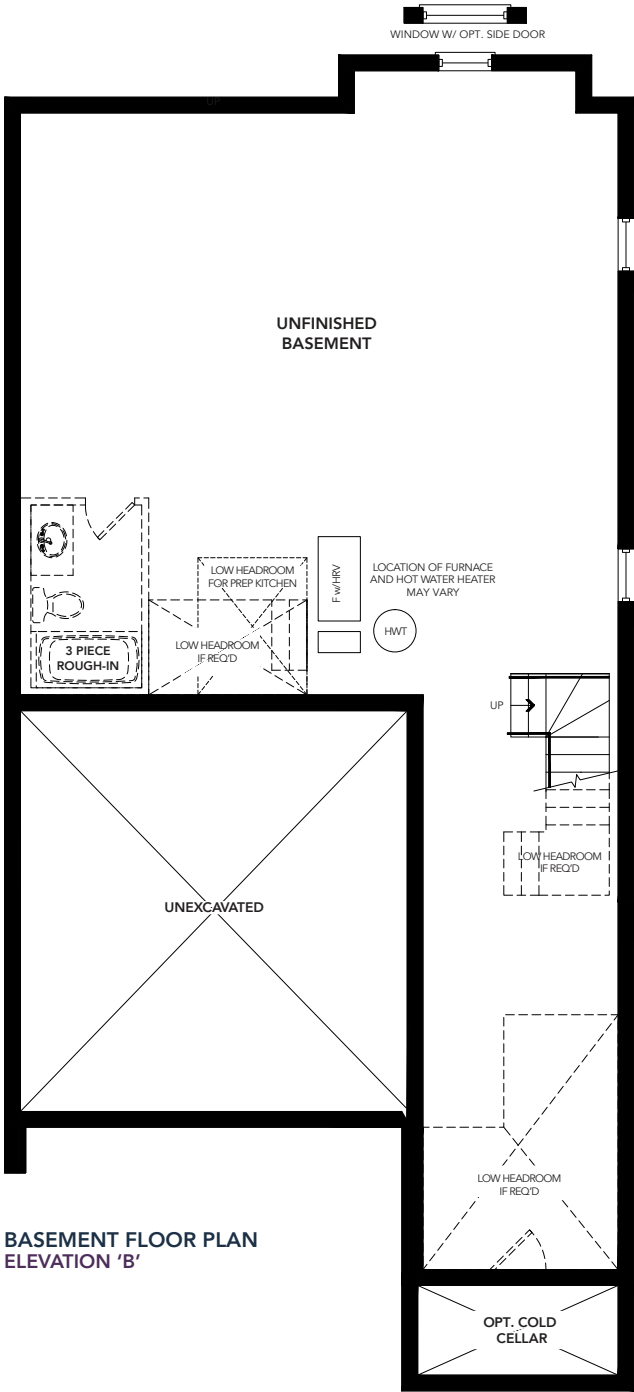 WINDOW W/ OPT. SIDE DOOR
UP
UNFINISHED
BASEMENT
LOW HEADROOM
FOR PREP KITCHEN
F w/HRV
LOCATION OF FURNACE
AND HOT WATER HEATER
MAY VARY
HWT
LOW HEADROOM
IF REQ'D
3 PIECE
ROUGH-IN
UP
LOW HEADROOM
IF REQ'D
UNEXCAVATED
LOW HEADROOM
IF REQ'D
BASEMENT FLOOR PLAN
ELEVATION ‘B’
OPT. COLD
CELLAR